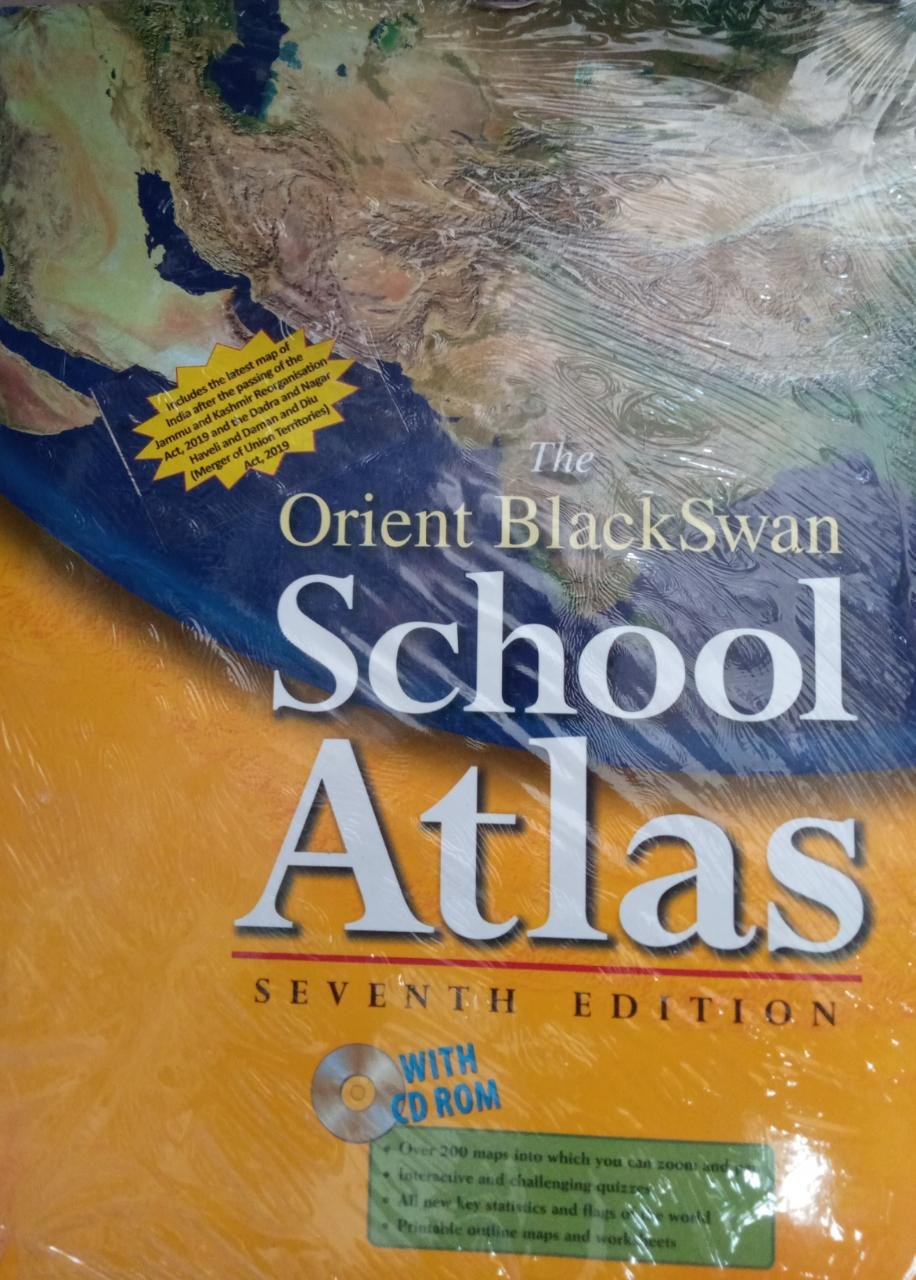 Includes the latest map of
India after the passing of the
Jammu and Kashmir Reorganisation
Act, 2019 and the Dadra and Nagar
Haveli and Daman and Diu
(Merger of Union Territories)
Act, 2019
The
Orient BlackSwan
School
Atlas
SEVENTH EDITION
WITH
CD ROM
• Over 200 maps into which you can zoom and
• Interactive and challenging quizzes
• All new key statistics and flags of the world
• Printable outline maps and worksheets